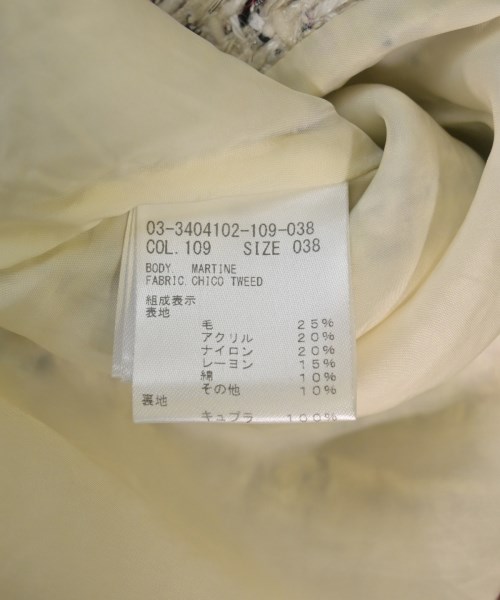 03-3404102-109-038
COL. 109 SIZE 038
BODY. MARTINE
FABRIC. CHICO TWEED
組成表示
表地
毛 25%
アクリル 20%
ナイロン 20%
レーヨン 15%
綿 10%
その他 10%
裏地
キュプラ 100%